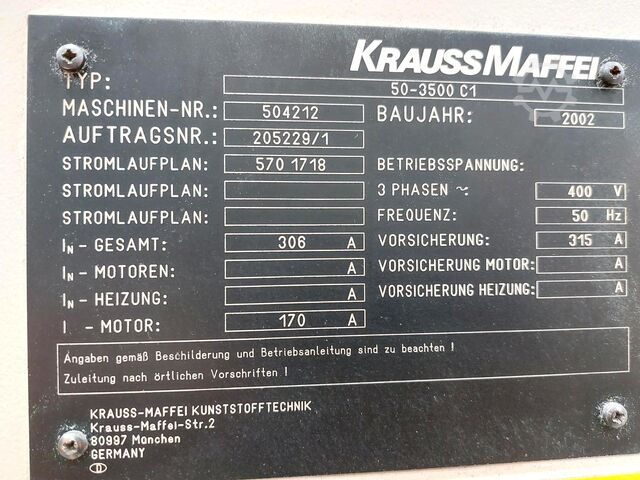 KRAUSSMAFFEI
TYP: 50-3500 C1
MASCHINEN-NR.: 504212 BAUJAHR: 2002
AUFTRAGSNR.: 205229/1
STROMLAUFPLAN: 570 1718 BETRIEBSSPANNUNG:
STROMLAUFPLAN: 3 PHASEN ~: 400 V
STROMLAUFPLAN: FREQUENZ: 50 Hz
IN - GESAMT: 306 A VORSICHERUNG: 315 A
IN - MOTOREN: A VORSICHERUNG MOTOR: A
IN - HEIZUNG: A VORSICHERUNG HEIZUNG: A
I - MOTOR: 170 A
Angaben gemäß Beschilderung und Betriebsanleitung sind zu beachten !
Zuleitung nach örtlichen Vorschriften !
KRAUSS-MAFFEI KUNSTSTOFFTECHNIK
Krauss-Maffei-Str.2
80997 München
GERMANY
D